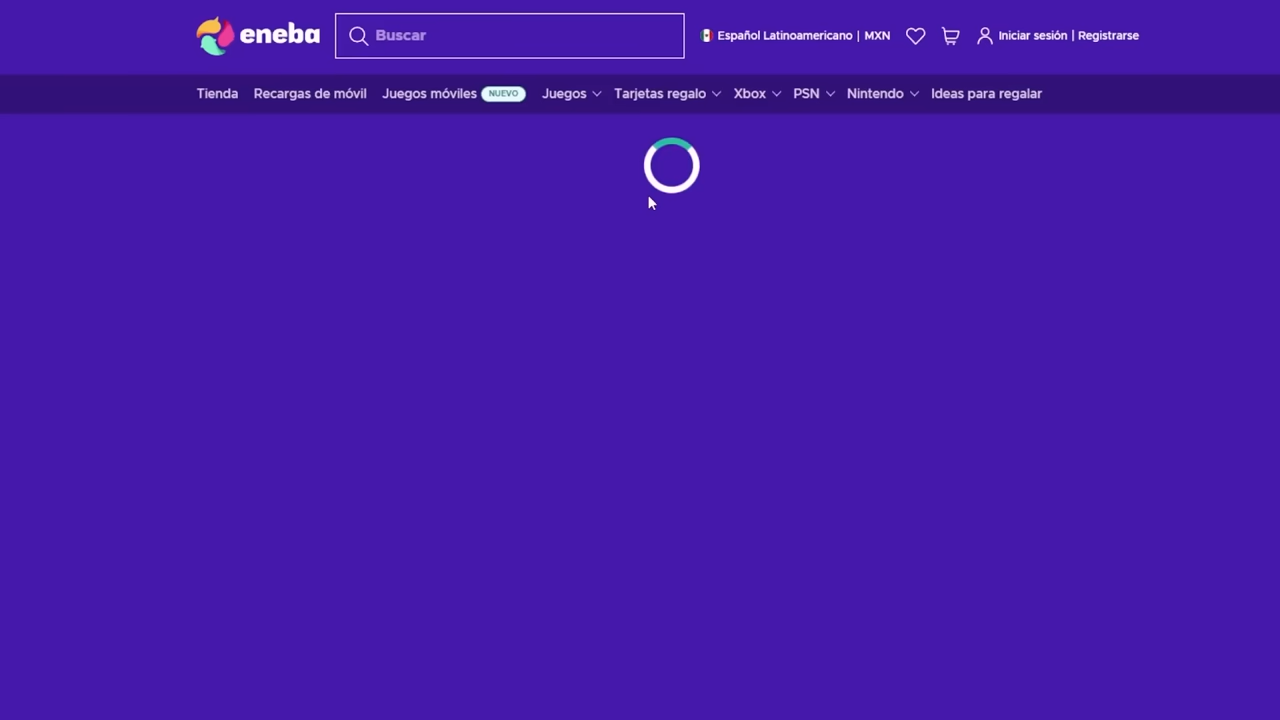 eneba
Buscar
Español Latinoamericano | MXN
Iniciar sesión | Registrarse
Tienda
Recargas de móvil
Juegos móviles NUEVO
Juegos
Tarjetas regalo
Xbox
PSN
Nintendo
Ideas para regalar